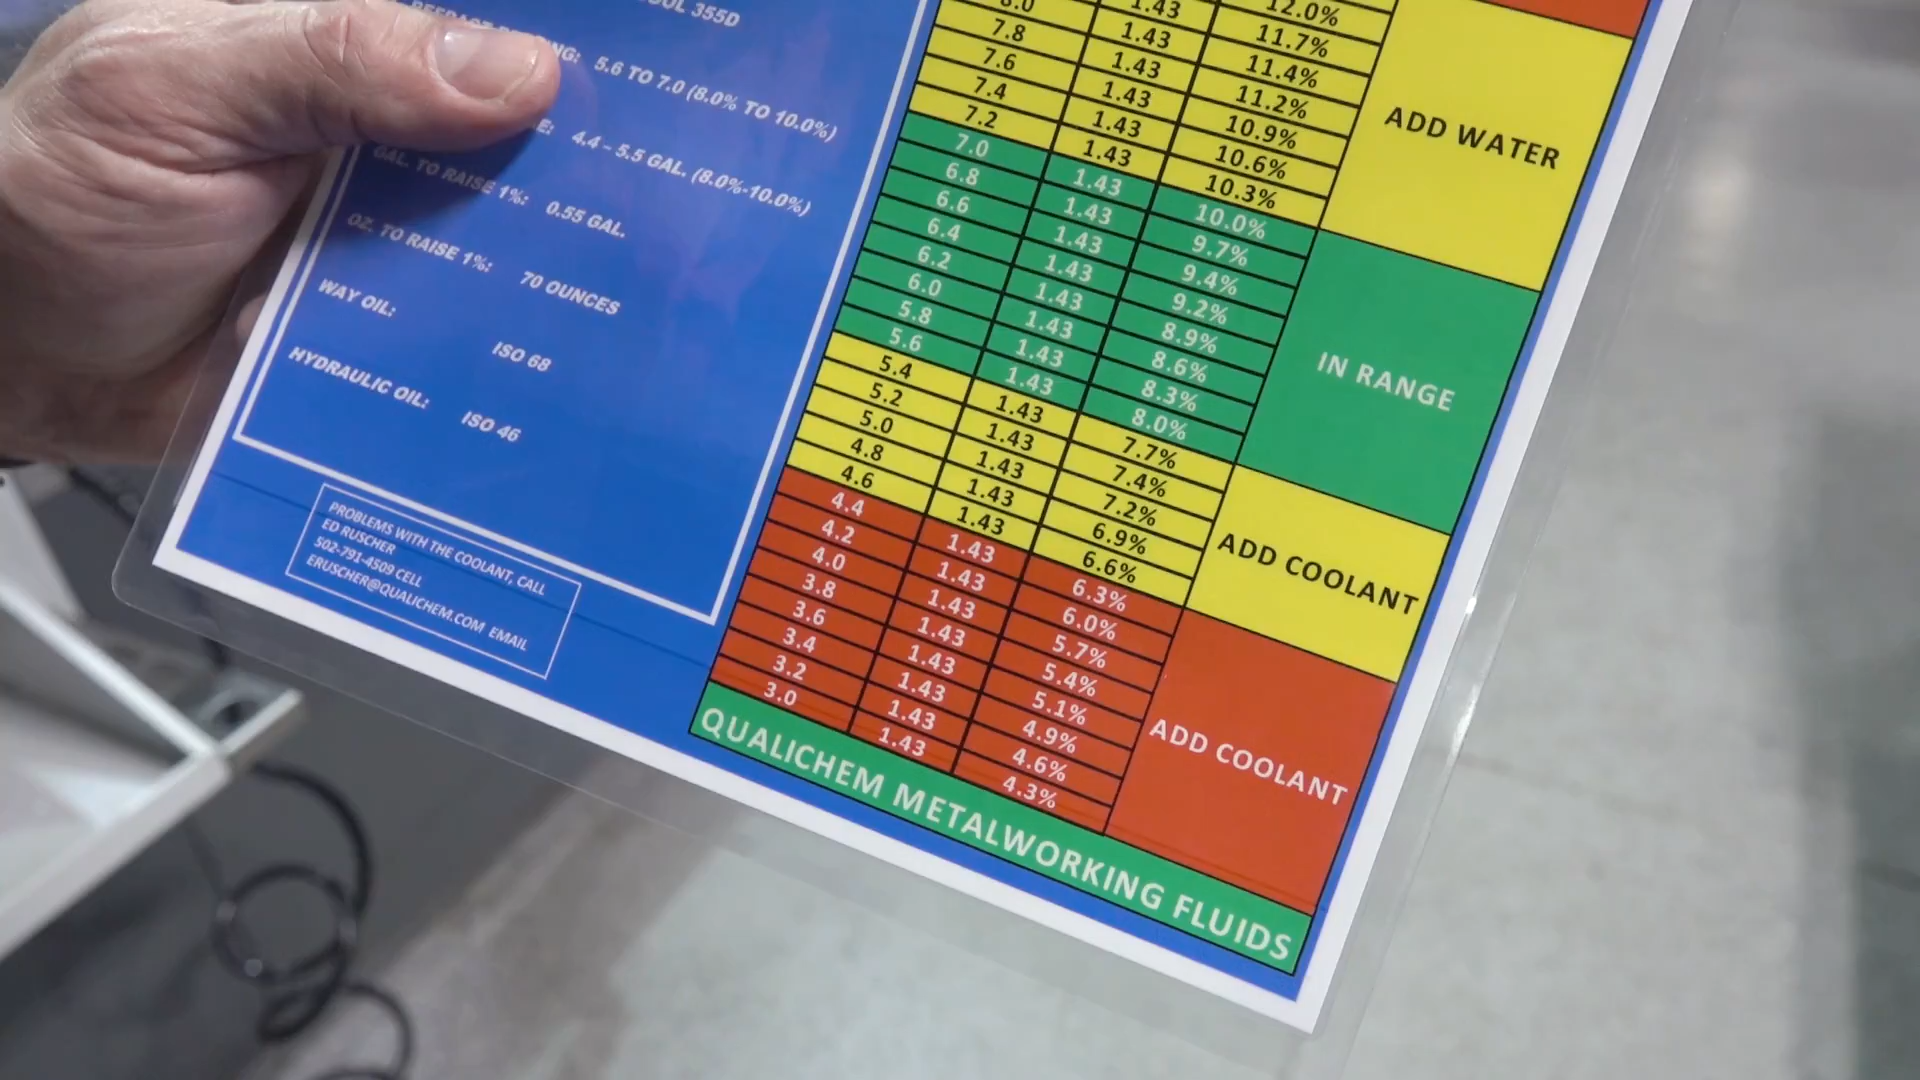 355D
5.6 TO 7.0 (8.0% TO 10.0%)
4.4 - 5.5 GAL. (8.0%-10.0%)
GAL. TO RAISE 1%: 0.55 GAL.
OZ. TO RAISE 1%: 70 OUNCES
WAY OIL: ISO 68
HYDRAULIC OIL: ISO 46
PROBLEMS WITH THE COOLANT, CALL
ED RUSCHER
502-791-4509 CELL
ERUSCHER@QUALICHEM.COM EMAIL
8.0 1.43 11.4%
7.8 1.43 11.2%
7.6 1.43 10.9%
7.4 1.43 10.6%
7.2 1.43 10.3%
7.0 1.43 10.0%
6.8 1.43 9.7%
6.6 1.43 9.4%
6.4 1.43 9.2%
6.2 1.43 8.9%
6.0 1.43 8.6%
5.8 1.43 8.3%
5.6 1.43 8.0%
5.4 1.43 7.7%
5.2 1.43 7.4%
5.0 1.43 7.2%
4.8 1.43 6.9%
4.6 1.43 6.6%
4.4 1.43 6.3%
4.2 1.43 6.0%
4.0 1.43 5.7%
3.8 1.43 5.4%
3.6 1.43 5.1%
3.4 1.43 4.9%
3.2 1.43 4.6%
3.0 1.43 4.3%
12.0%
11.7%
ADD WATER
IN RANGE
ADD COOLANT
ADD COOLANT
QUALICHEM METALWORKING FLUIDS